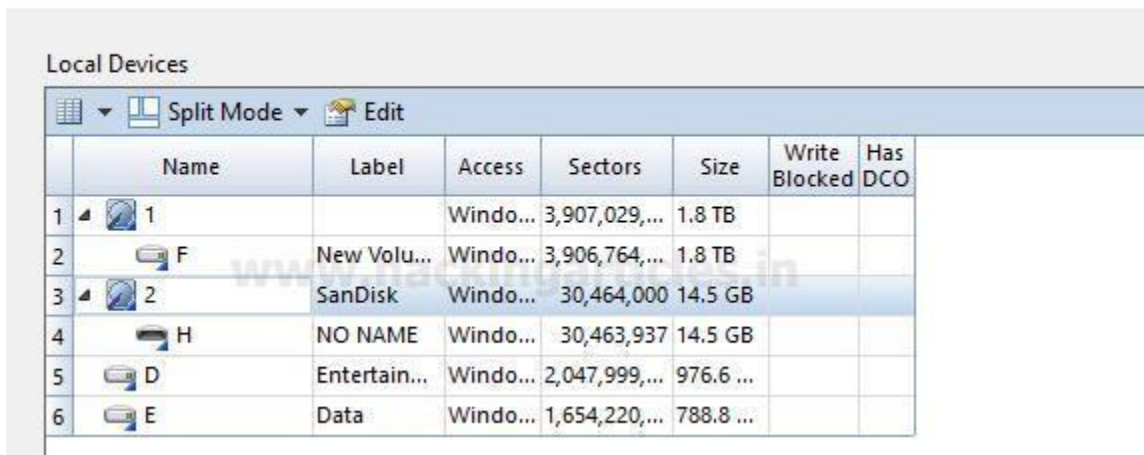 Local Devices
Split Mode Edit
Name Label Access Sectors Size Write Blocked Has DCO
1 1 Windo... 3,907,029,... 1.8 TB
2 F New Volu... Windo... 3,906,764,... 1.8 TB
www.hackingarticles.in
3 2 SanDisk Windo... 30,464,000 14.5 GB
4 H NO NAME Windo... 30,463,937 14.5 GB
5 D Entertain... Windo... 2,047,999,... 976.6 ...
6 E Data Windo... 1,654,220,... 788.8 ...